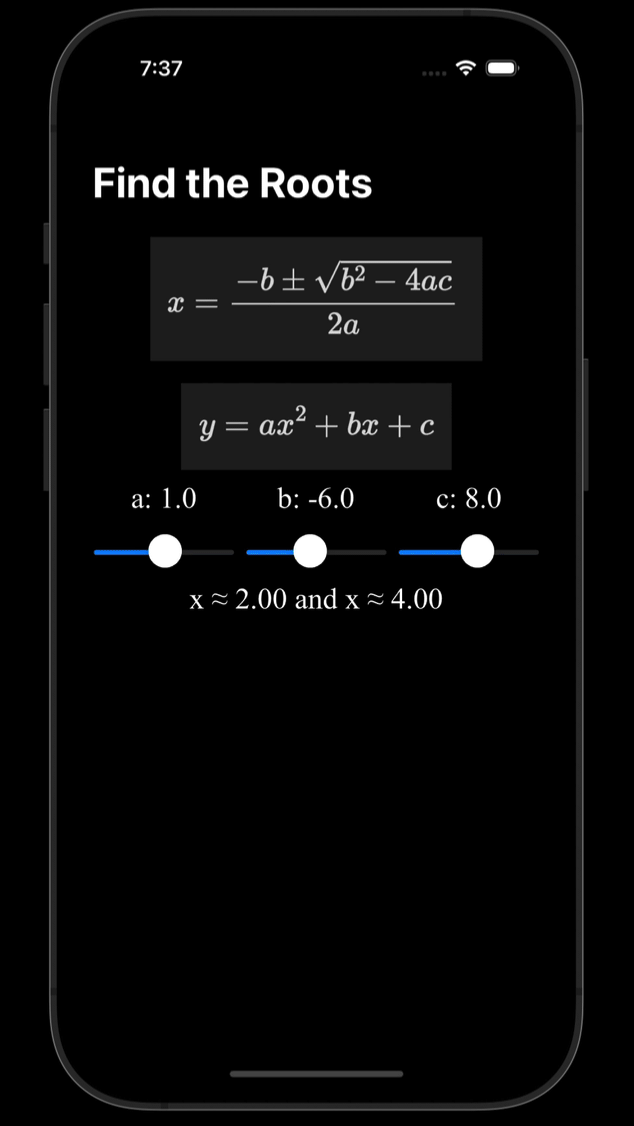 7:37
Find the Roots
x = \frac{-b ± \sqrt{b^2 - 4ac}}{2a}
y = ax^2 + bx + c
a: 1.0 b: -6.0 c: 8.0
x ≈ 2.00 and x ≈ 4.00